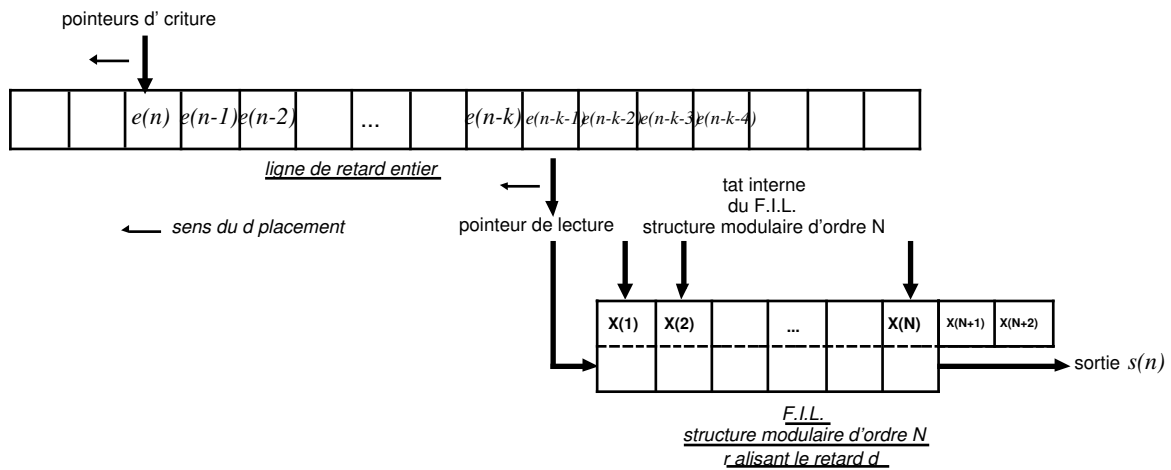 pointeurs d' criture
e(n) e(n-1) e(n-2) ... e(n-k) e(n-k-1) e(n-k-2) e(n-k-3) e(n-k-4)
ligne de retard entier
sens du d placement
pointeur de lecture
tat interne
du F.I.L.
structure modulaire d'ordre N
X(1) X(2) ... X(N) X(N+1) X(N+2)
sortie s(n)
F.I.L.
structure modulaire d'ordre N
r alisant le retard d